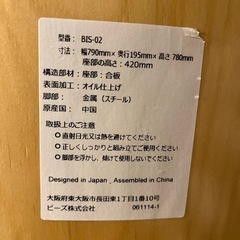 型番: BIS-02
寸 法: 幅790mm×奥行195mm×高さ780mm
座部の高さ:420mm
構造部材: 座部:合板
表面加工: オイル仕上げ
脚部: 金属(スチール)
原産国: 中国
取扱上のご注意
○直射日光又は熱を避けてください。
○正しくしっかりと組み立てご使用ください。
○脚部を浮かし、傾けて使用しないでください。
Designed in Japan , Assembled in China
大阪府東大阪市長田東1丁目1番10号
ビーズ株式会社
061114-1